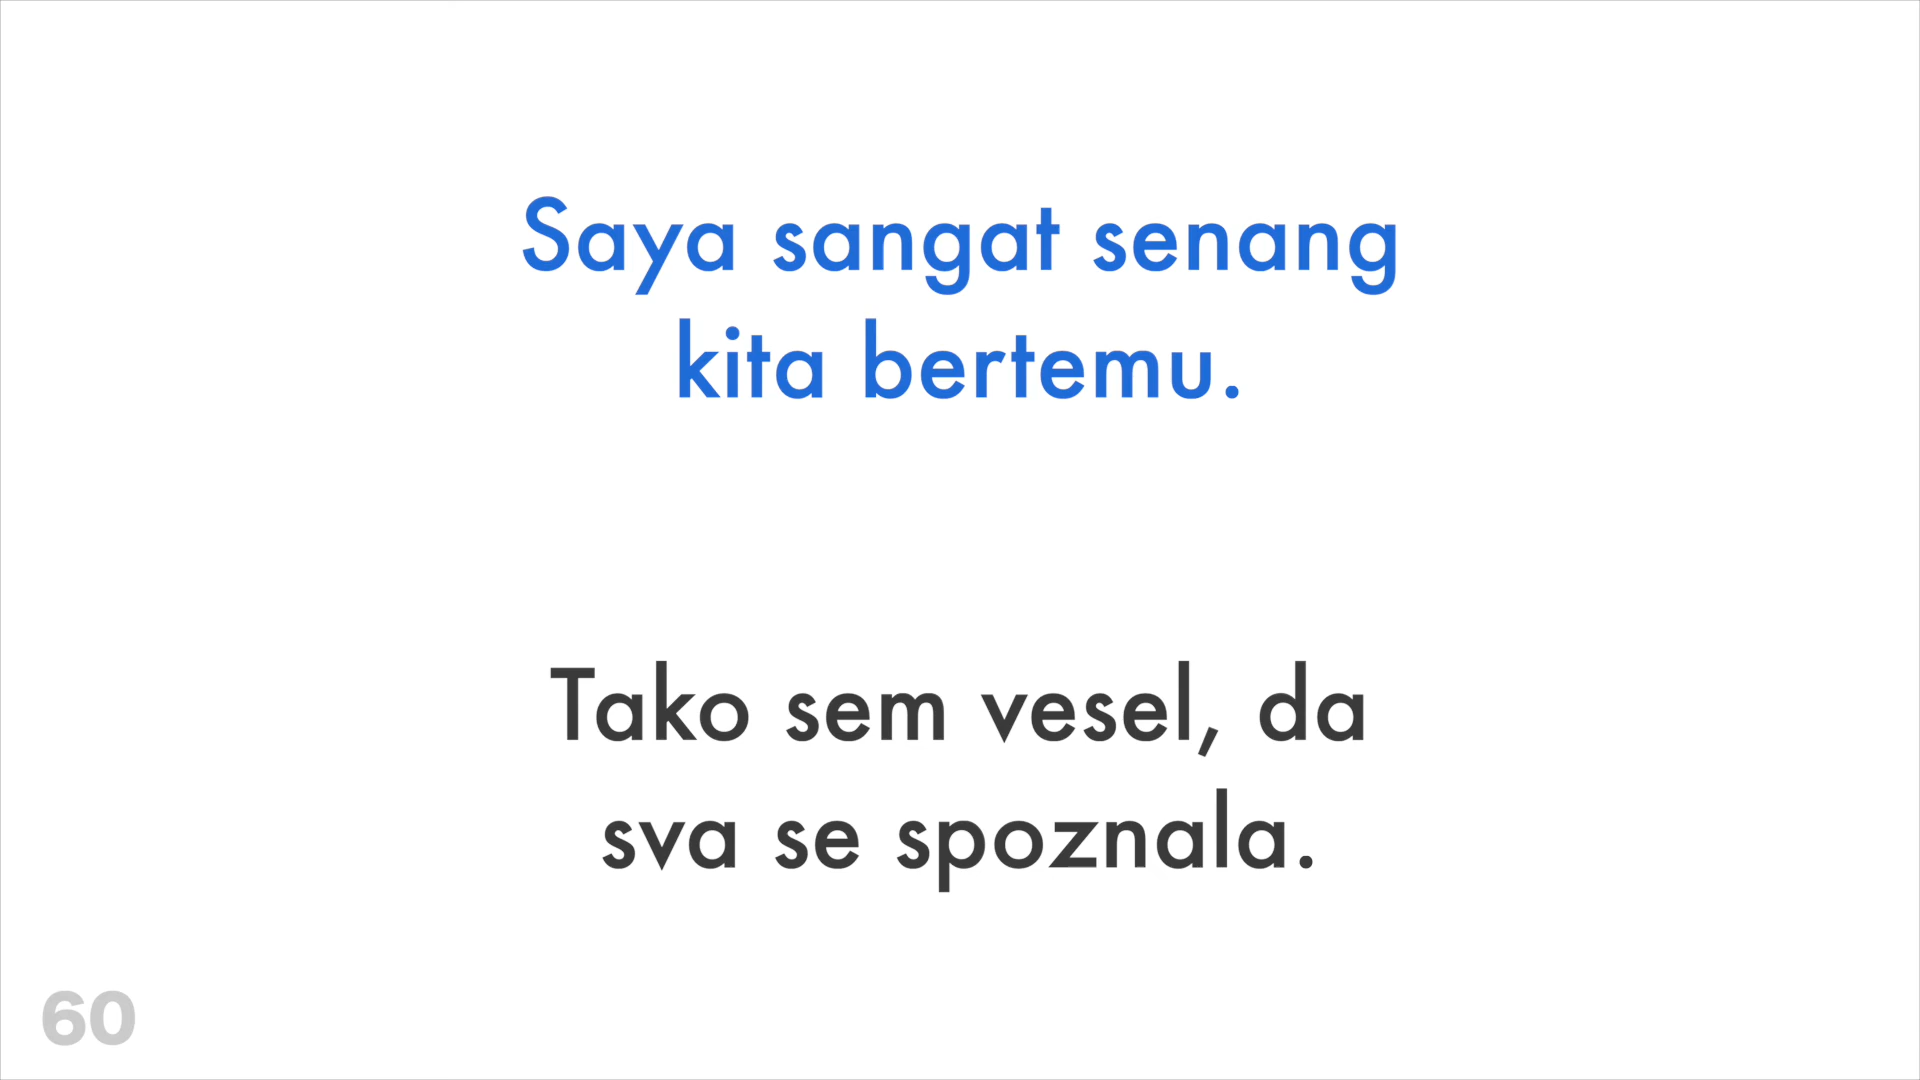 Saya sangat senang
kita bertemu.
Tako sem vesel, da
sva se spoznala.
60